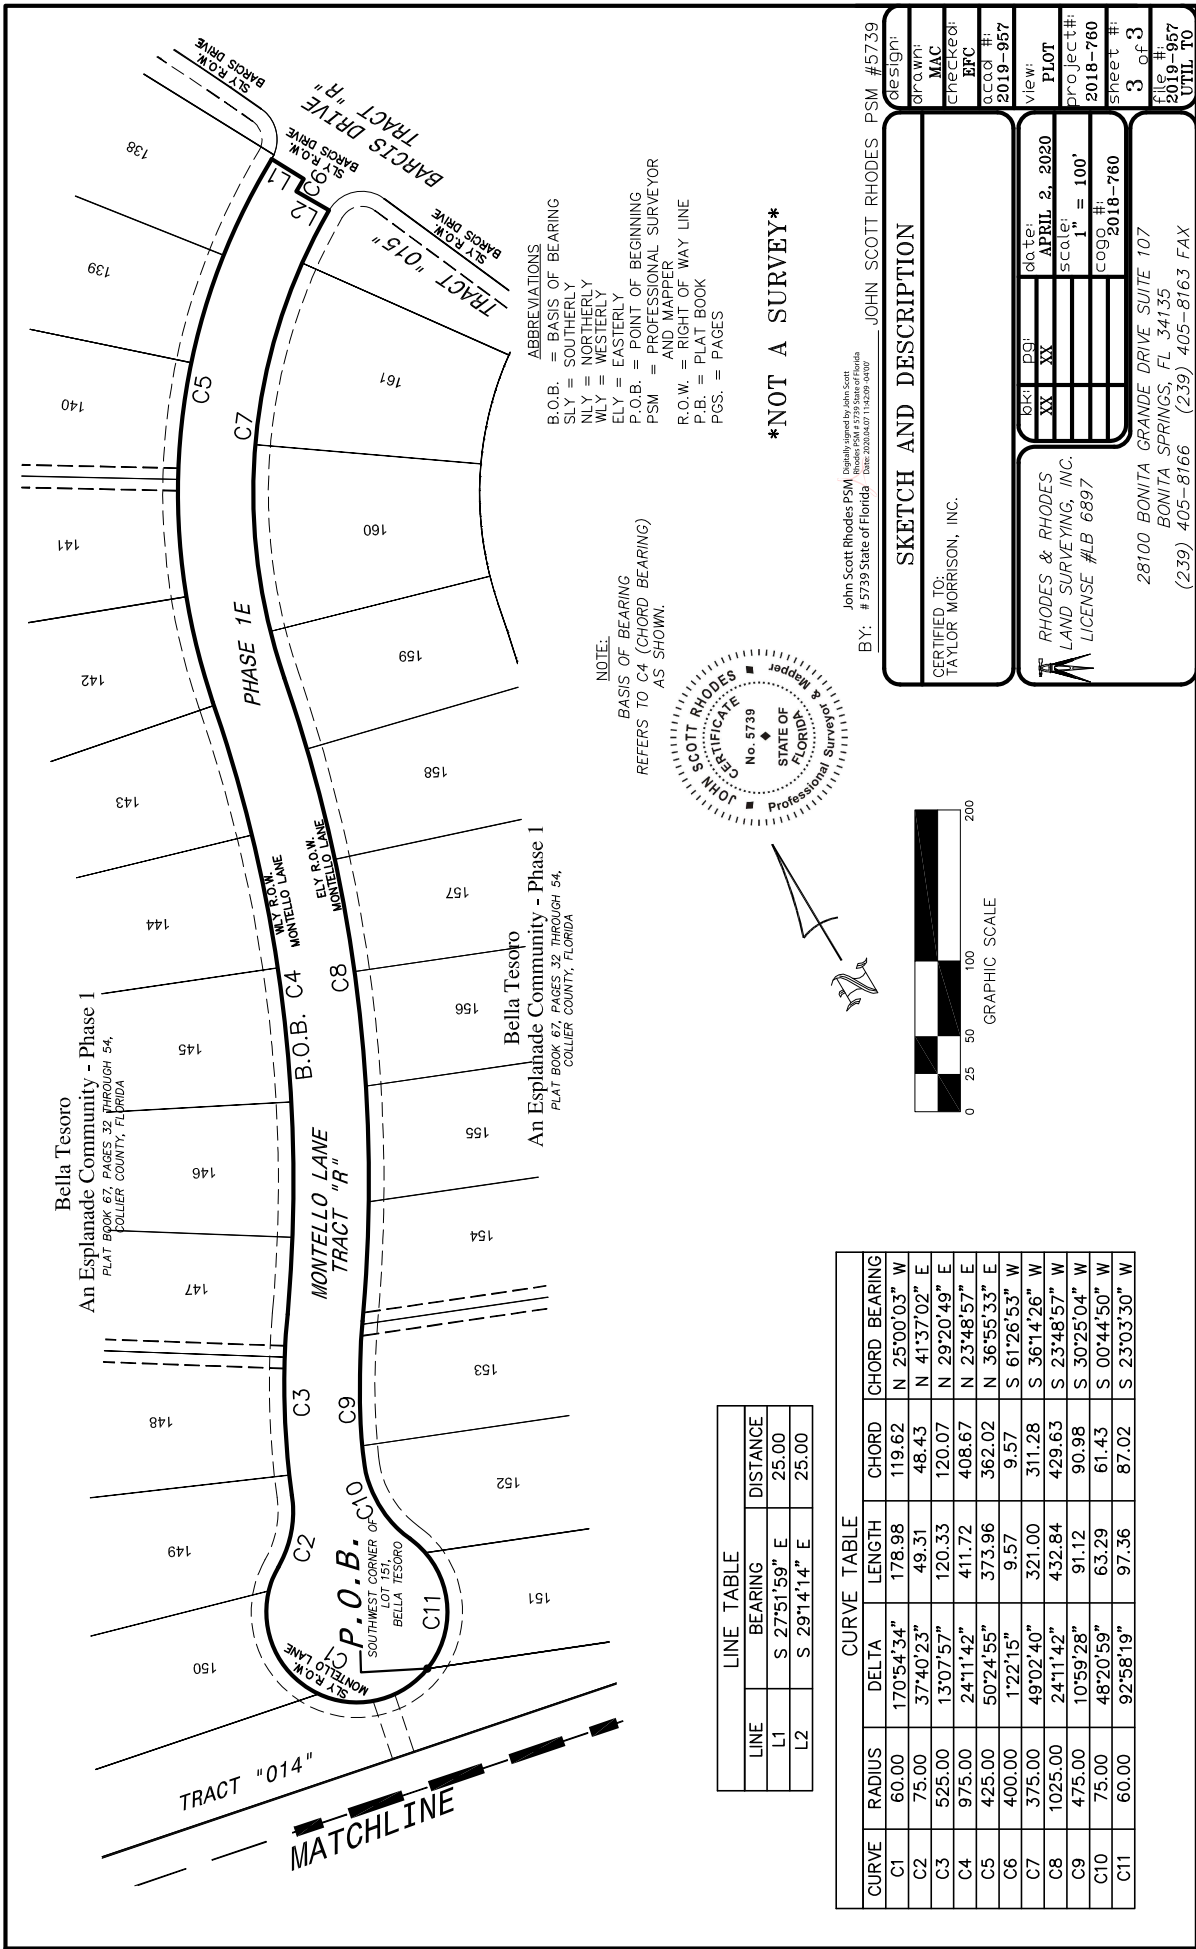 Bella Tesoro
An Esplanade Community - Phase 1
PLAT BOOK 67, PAGES 32 THROUGH 54,
COLLIER COUNTY, FLORIDA
TRACT "014"
MATCHLINE
150
149
148
147
146
145
144
143
142
141
140
139
138
SLY R.O.W.
BARCIS DRIVE
SLY R.O.W.
MONTELLO LANE
C1
P.O.B.
SOUTHWEST CORNER OF
LOT 151,
BELLA TESORO
C2
C3
B.O.B. C4
WLY R.O.W.
MONTELLO LANE
C5
L1
C6
L2
SLY R.O.W.
BARCIS DRIVE
BARCIS DRIVE
TRACT "R"
MONTELLO LANE
TRACT "R"
PHASE 1E
ELY R.O.W.
MONTELLO LANE
C11
C10
C9
C8
C7
SLY R.O.W.
BARCIS DRIVE
TRACT "015"
151
152
153
154
155
156
157
158
159
160
161
Bella Tesoro
An Esplanade Community - Phase 1
PLAT BOOK 67, PAGES 32 THROUGH 54,
COLLIER COUNTY, FLORIDA
ABBREVIATIONS
B.O.B. = BASIS OF BEARING
SLY = SOUTHERLY
NLY = NORTHERLY
WLY = WESTERLY
ELY = EASTERLY
P.O.B. = POINT OF BEGINNING
PSM = PROFESSIONAL SURVEYOR
AND MAPPER
R.O.W. = RIGHT OF WAY LINE
P.B. = PLAT BOOK
PGS. = PAGES
NOTE:
BASIS OF BEARING
REFERS TO C4 (CHORD BEARING)
AS SHOWN.
*NOT A SURVEY*
JOHN SCOTT RHODES
CERTIFICATE
No. 5739
STATE OF
FLORIDA
Professional Surveyor & Mapper
N
0 25 50 100 200
GRAPHIC SCALE
LINE TABLE
LINE BEARING DISTANCE
L1 S 27°51'59" E 25.00
L2 S 29°14'14" E 25.00
CURVE TABLE
CURVE RADIUS DELTA LENGTH CHORD CHORD BEARING
C1 60.00 170°54'34" 178.98 119.62 N 25°00'03" W
C2 75.00 37°40'23" 49.31 48.43 N 41°37'02" E
C3 525.00 13°07'57" 120.33 120.07 N 29°20'49" E
C4 975.00 24°11'42" 411.72 408.67 N 23°48'57" E
C5 425.00 50°24'55" 373.96 362.02 N 36°55'33" E
C6 400.00 1°22'15" 9.57 9.57 S 61°26'53" W
C7 375.00 49°02'40" 321.00 311.28 S 36°14'26" W
C8 1025.00 24°11'42" 432.84 429.63 S 23°48'57" W
C9 475.00 10°59'28" 91.12 90.98 S 30°25'04" W
C10 75.00 48°20'59" 63.29 61.43 S 00°44'50" W
C11 60.00 92°58'19" 97.36 87.02 S 23°03'30" W
John Scott Rhodes PSM
# 5739 State of Florida
Digitally signed by John Scott
Rhodes PSM # 5739 State of Florida
Date: 2020.04.07 11:42:09 -04'00'
BY: JOHN SCOTT RHODES PSM #5739
SKETCH AND DESCRIPTION
CERTIFIED TO:
TAYLOR MORRISON, INC.
RHODES & RHODES
LAND SURVEYING, INC.
LICENSE #LB 6897
bk: pg:
XX XX
date:
APRIL 2, 2020
scale:
1" = 100'
cogo #:
2018-760
28100 BONITA GRANDE DRIVE SUITE 107
BONITA SPRINGS, FL 34135
(239) 405-8166 (239) 405-8163 FAX
design:
drawn:
MAC
checked:
EFC
acad #:
2019-957
view:
PLOT
project#:
2018-760
sheet #:
3 of 3
file #:
2019-957
UTIL TO